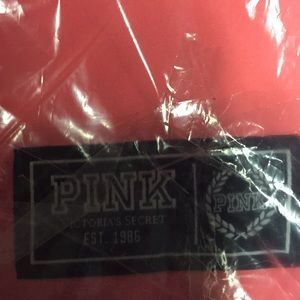 PINK
VICTORIA'S SECRET
EST. 1986
PINK